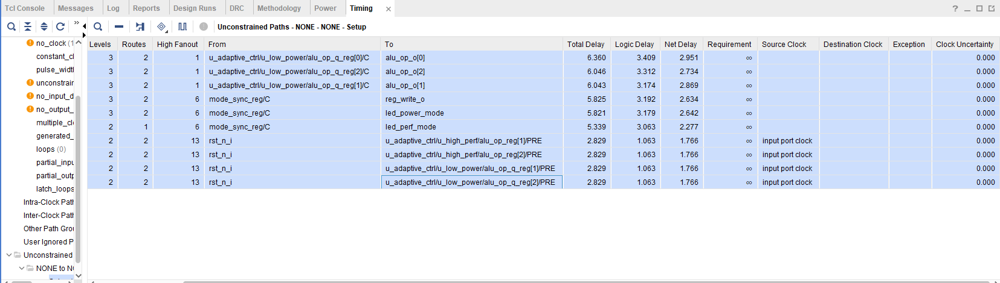 Tcl Console Messages Log Reports Design Runs DRC Methodology Power Timing ×
? _
» Unconstrained Paths - NONE - NONE - Setup
no_clock (1
constant_cl
pulse_widtl
unconstrain
no_input_d
no_output_
multiple_cl
generated_
loops (0)
partial_inpu
partial_outp
latch_loops
Intra-Clock Patl
Inter-Clock Patl
Other Path Grou
User Ignored P
Unconstrained
NONE to N
Levels Routes High Fanout From To Total Delay Logic Delay Net Delay Requirement Source Clock Destination Clock Exception Clock Uncertainty
3 2 1 u_adaptive_ctrl/u_low_power/alu_op_q_reg[0]/C alu_op_o[0] 6.360 3.409 2.951 ∞ 0.000
3 2 1 u_adaptive_ctrl/u_low_power/alu_op_q_reg[2]/C alu_op_o[2] 6.046 3.312 2.734 ∞ 0.000
3 2 1 u_adaptive_ctrl/u_low_power/alu_op_q_reg[1]/C alu_op_o[1] 6.043 3.174 2.869 ∞ 0.000
3 2 6 mode_sync_reg/C reg_write_o 5.825 3.192 2.634 ∞ 0.000
3 2 6 mode_sync_reg/C led_power_mode 5.821 3.179 2.642 ∞ 0.000
2 1 6 mode_sync_reg/C led_perf_mode 5.339 3.063 2.277 ∞ 0.000
2 2 13 rst_n_i u_adaptive_ctrl/u_high_perf/alu_op_reg[1]/PRE 2.829 1.063 1.766 ∞ input port clock 0.000
2 2 13 rst_n_i u_adaptive_ctrl/u_high_perf/alu_op_reg[2]/PRE 2.829 1.063 1.766 ∞ input port clock 0.000
2 2 13 rst_n_i u_adaptive_ctrl/u_low_power/alu_op_q_reg[1]/PRE 2.829 1.063 1.766 ∞ input port clock 0.000
2 2 13 rst_n_i u_adaptive_ctrl/u_low_power/alu_op_q_reg[2]/PRE 2.829 1.063 1.766 ∞ input port clock 0.000